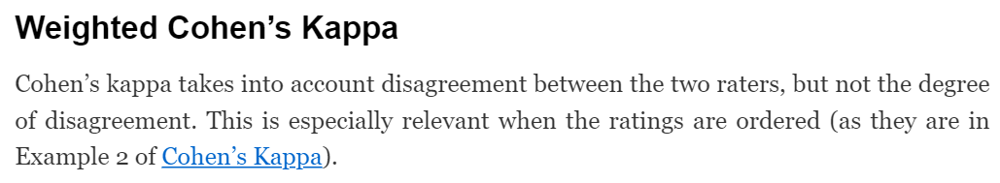 Weighted Cohen’s Kappa
Cohen’s kappa takes into account disagreement between the two raters, but not the degree
of disagreement. This is especially relevant when the ratings are ordered (as they are in
Example 2 of Cohen’s Kappa).